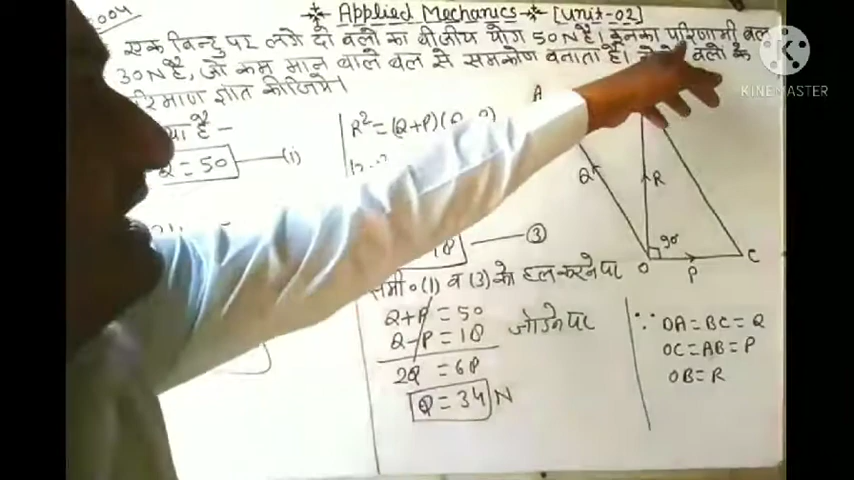 2004
Applied Mechanics [Unit-02]
एक बिन्दु पर लगे दो बलों का बीजीय योग 50N है। इनका परिणामी बल
30N है, जो कम मान वाले बल से समकोण बनाता है। बलों के
परिमाण ज्ञात कीजिये।
है –
= 50 (i)
R² = (Q+P)
18 ③
समी० (1) व (3) को हल करने पर
Q+P = 50
Q-P = 18 जोड़ने पर
2Q = 68
Q = 34 N
A
Q
R
90°
O
P
C
∵ OA = BC = Q
OC = AB = P
OB = R
KINEMASTER